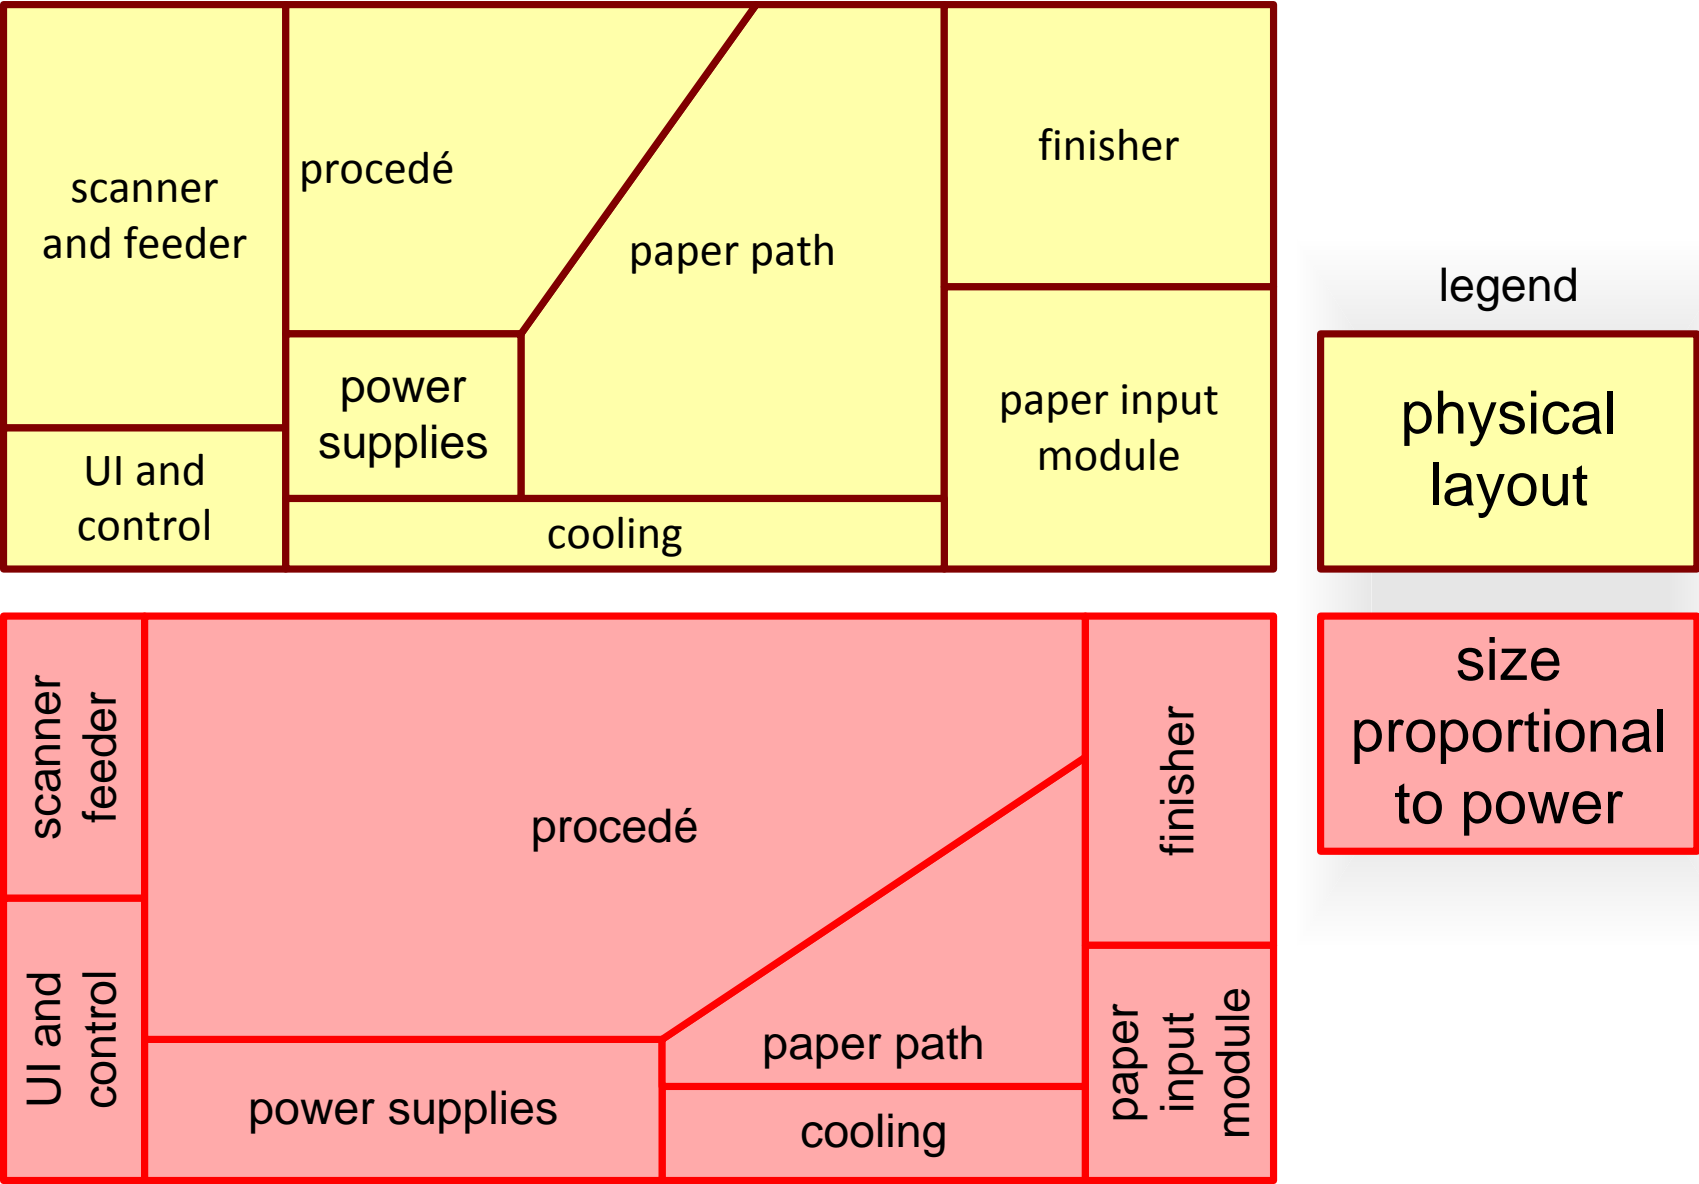 scanner
and feeder
procedé
paper path
finisher
power
supplies
paper input
module
UI and
control
cooling
legend
physical
layout
scanner
feeder
procedé
finisher
UI and
control
power supplies
paper path
cooling
paper
input
module
size
proportional
to power